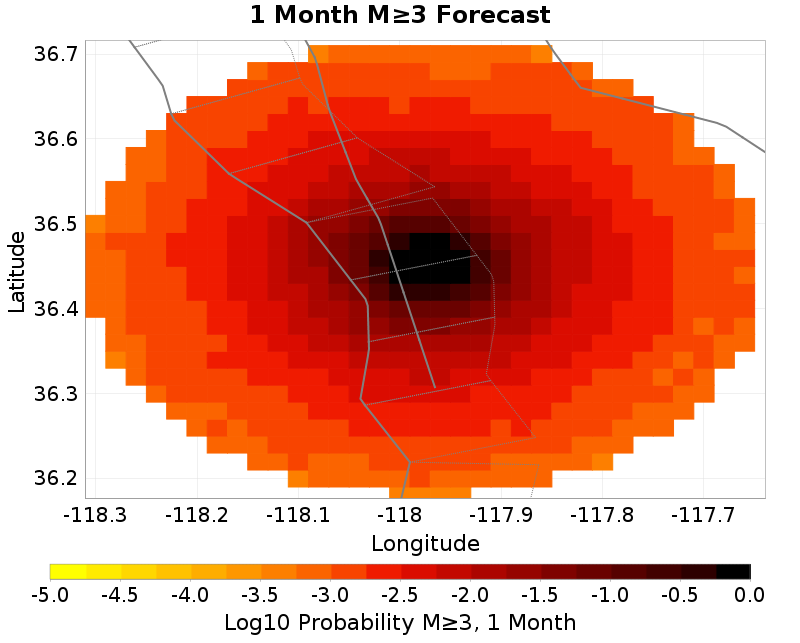 1 Month M≥3 Forecast
36.7
36.6
36.5
36.4
36.3
36.2
Latitude
-118.3 -118.2 -118.1 -118 -117.9 -117.8 -117.7
Longitude
-5.0 -4.5 -4.0 -3.5 -3.0 -2.5 -2.0 -1.5 -1.0 -0.5 0.0
Log10 Probability M≥3, 1 Month